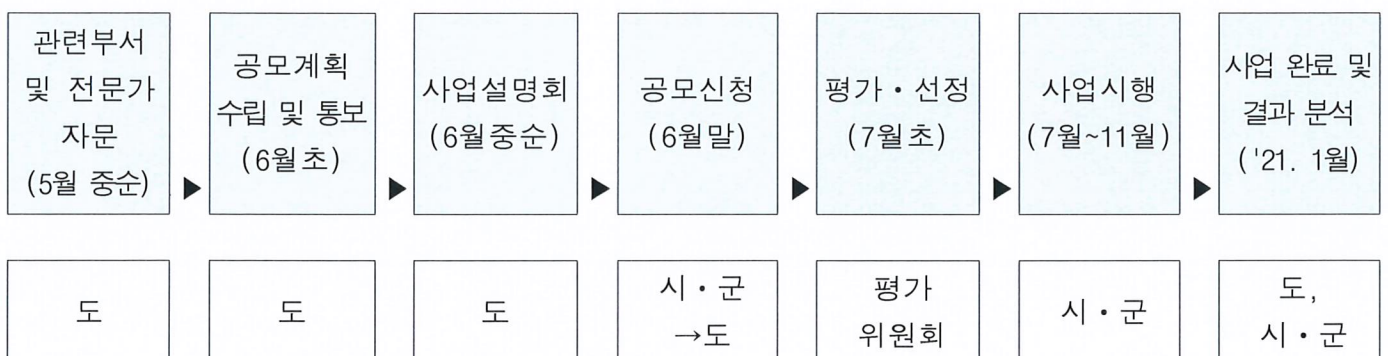 관련부서
및 전문가
자문
(5월 중순)
▶
공모계획
수립 및 통보
(6월초)
▶
사업설명회
(6월중순)
▶
공모신청
(6월말)
▶
평가・선정
(7월초)
▶
사업시행
(7월~11월)
▶
사업 완료 및
결과 분석
('21. 1월)
도
도
도
시・군
→도
평가
위원회
시・군
도,
시・군